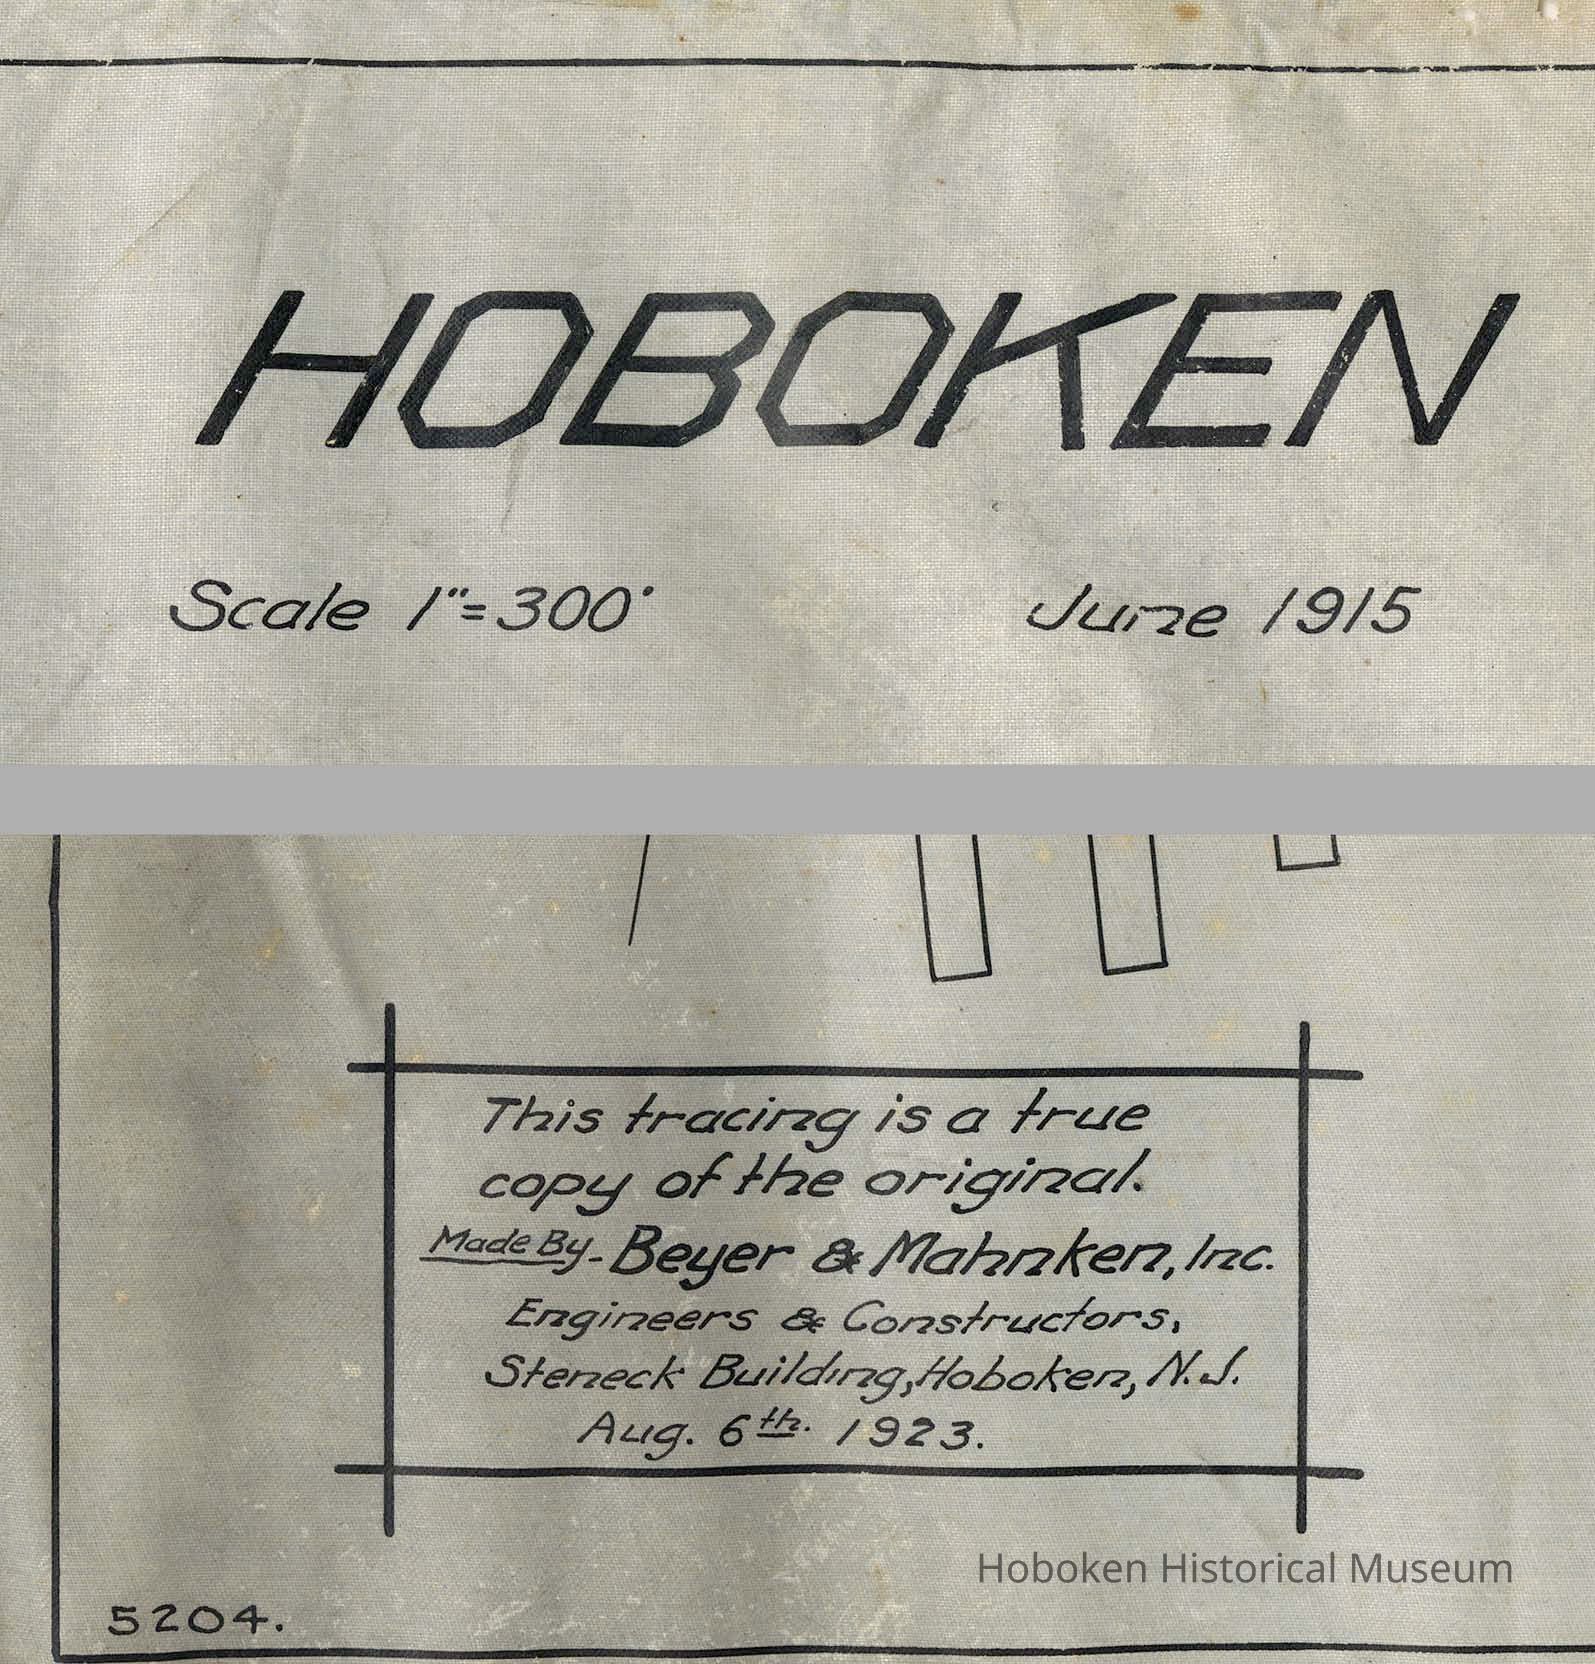 HOBOKEN
Scale 1"=300'
June 1915
This tracing is a true
copy of the original.
Made By- Beyer & Mahnken, Inc.
Engineers & Constructors,
Steneck Building, Hoboken, N.J.
Aug. 6th. 1923.
Hoboken Historical Museum
5204.